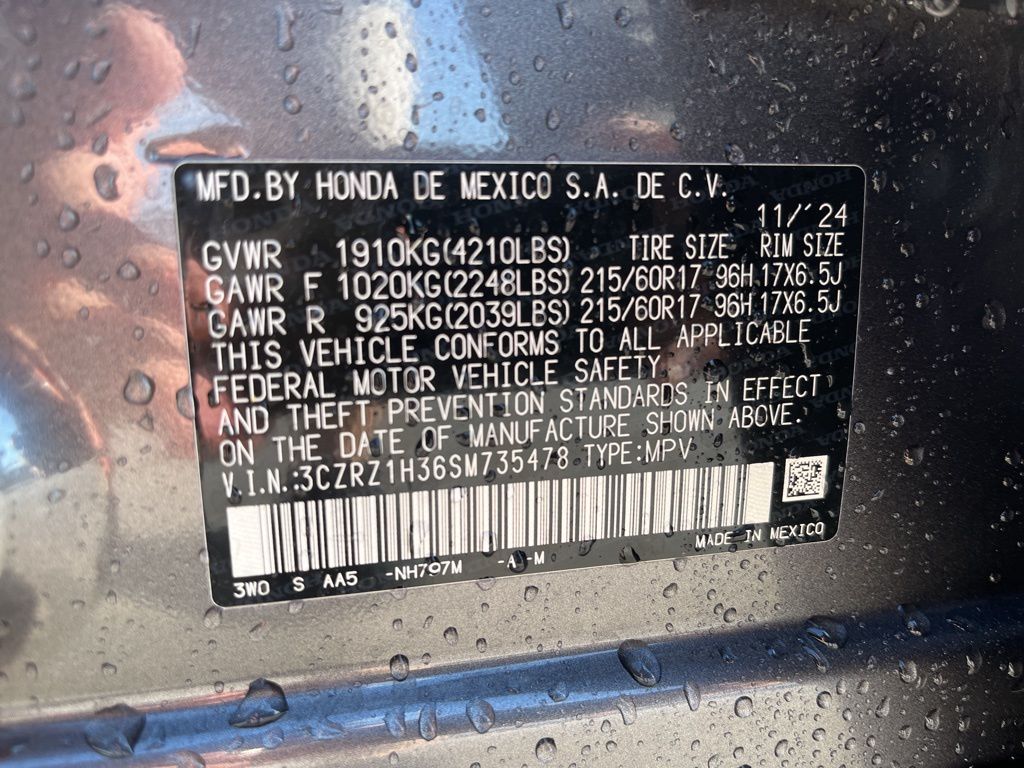 MFD.BY HONDA DE MEXICO S.A. DE C.V.
11/'24
GVWR 1910KG(4210LBS) TIRE SIZE RIM SIZE
GAWR F 1020KG(2248LBS) 215/60R17 96H 17X6.5J
GAWR R 925KG(2039LBS) 215/60R17 96H 17X6.5J
THIS VEHICLE CONFORMS TO ALL APPLICABLE
FEDERAL MOTOR VEHICLE SAFETY
AND THEFT PREVENTION STANDARDS IN EFFECT
ON THE DATE OF MANUFACTURE SHOWN ABOVE.
V.I.N.:3CZRZ1H36SM735478 TYPE:MPV
MADE IN MEXICO
3W0 S AA5 -NH797M -A -M